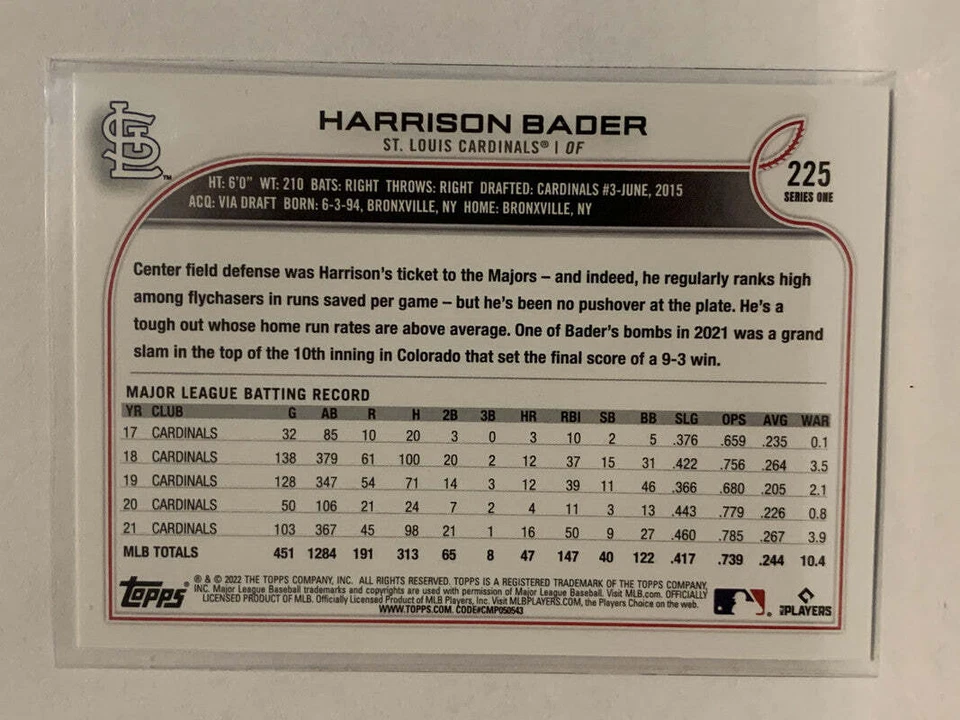 HARRISON BADER
ST. LOUIS CARDINALS® | OF
225
SERIES ONE
HT: 6'0" WT: 210 BATS: RIGHT THROWS: RIGHT DRAFTED: CARDINALS #3-JUNE, 2015
ACQ: VIA DRAFT BORN: 6-3-94, BRONXVILLE, NY HOME: BRONXVILLE, NY
Center field defense was Harrison's ticket to the Majors – and indeed, he regularly ranks high
among flychasers in runs saved per game – but he's been no pushover at the plate. He's a
tough out whose home run rates are above average. One of Bader's bombs in 2021 was a grand
slam in the top of the 10th inning in Colorado that set the final score of a 9-3 win.
MAJOR LEAGUE BATTING RECORD
YR CLUB G AB R H 2B 3B HR RBI SB BB SLG OPS AVG WAR
17 CARDINALS 32 85 10 20 3 0 3 10 2 5 .376 .659 .235 0.1
18 CARDINALS 138 379 61 100 20 2 12 37 15 31 .422 .756 .264 3.5
19 CARDINALS 128 347 54 71 14 3 12 39 11 46 .366 .680 .205 2.1
20 CARDINALS 50 106 21 24 7 2 4 11 3 13 .443 .779 .226 0.8
21 CARDINALS 103 367 45 98 21 1 16 50 9 27 .460 .785 .267 3.9
MLB TOTALS 451 1284 191 313 65 8 47 147 40 122 .417 .739 .244 10.4
® & © 2022 THE TOPPS COMPANY, INC. ALL RIGHTS RESERVED. TOPPS IS A REGISTERED TRADEMARK OF THE TOPPS COMPANY,
INC. Major League Baseball trademarks and copyrights are used with permission of Major League Baseball. Visit MLB.com. OFFICIALLY
LICENSED PRODUCT OF MLB. Officially Licensed Product of MLB Players, Inc. Visit MLBPLAYERS.COM, the Players Choice on the web.
WWW.TOPPS.COM. CODE#CMP050543
TOPPS®
MLB PLAYERS
STL™